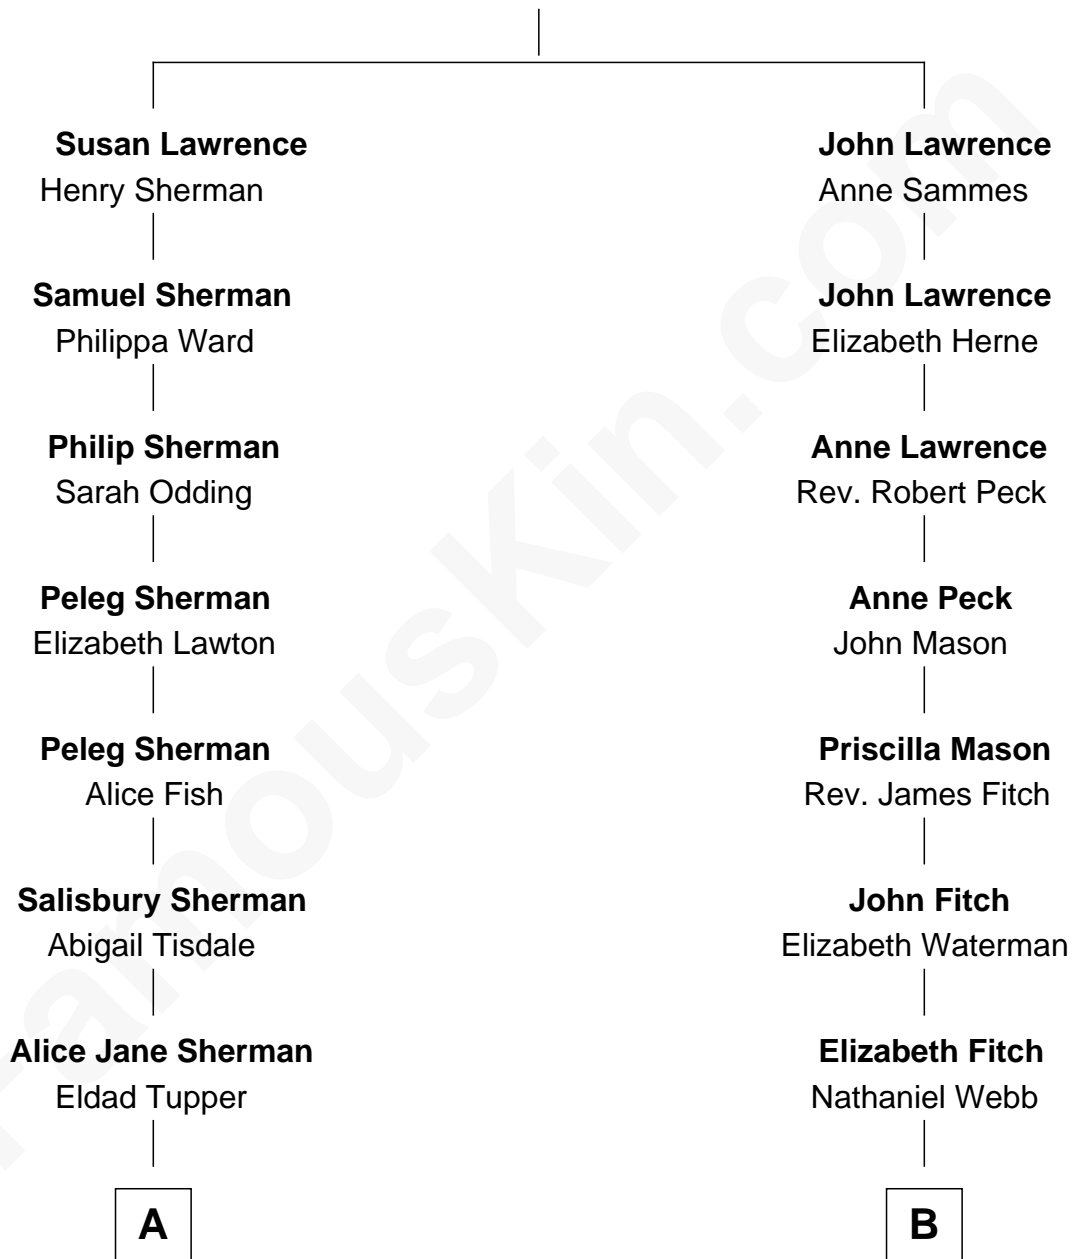 Susan Lawrence
Henry Sherman
John Lawrence
Anne Sammes
Samuel Sherman
Philippa Ward
John Lawrence
Elizabeth Herne
Philip Sherman
Sarah Odding
Anne Lawrence
Rev. Robert Peck
Peleg Sherman
Elizabeth Lawton
Anne Peck
John Mason
Peleg Sherman
Alice Fish
Priscilla Mason
Rev. James Fitch
Salisbury Sherman
Abigail Tisdale
John Fitch
Elizabeth Waterman
Alice Jane Sherman
Eldad Tupper
Elizabeth Fitch
Nathaniel Webb
A
B
FamousKin.com